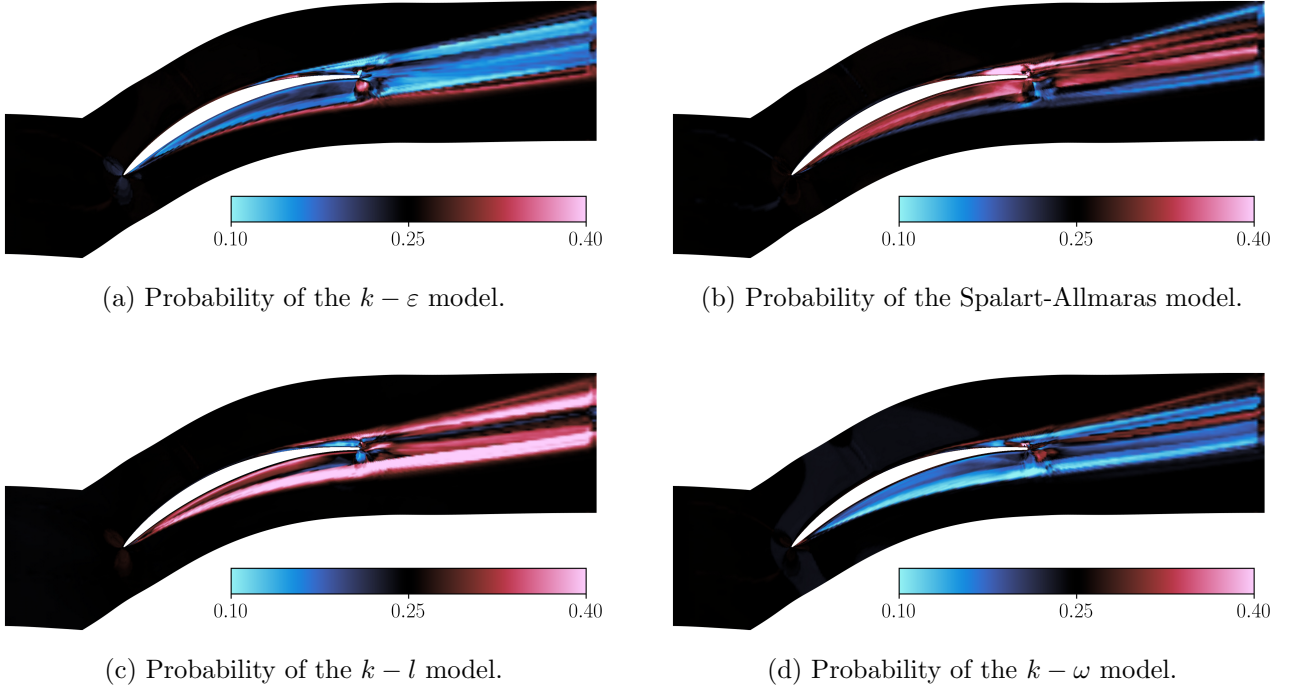 0.10 0.25 0.40
0.10 0.25 0.40
(a) Probability of the k − ε model.
(b) Probability of the Spalart-Allmaras model.
0.10 0.25 0.40
0.10 0.25 0.40
(c) Probability of the k − l model.
(d) Probability of the k − ω model.